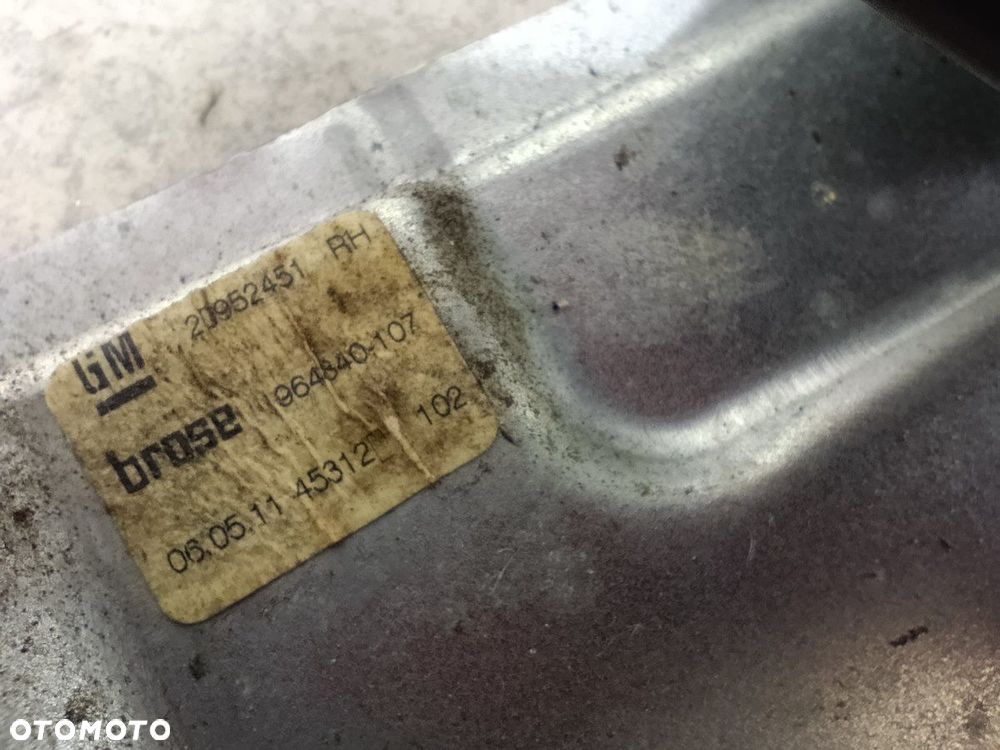 GM 20952451 RH
brose 964840-107
06.05.11 45312 102
OTOMOTO